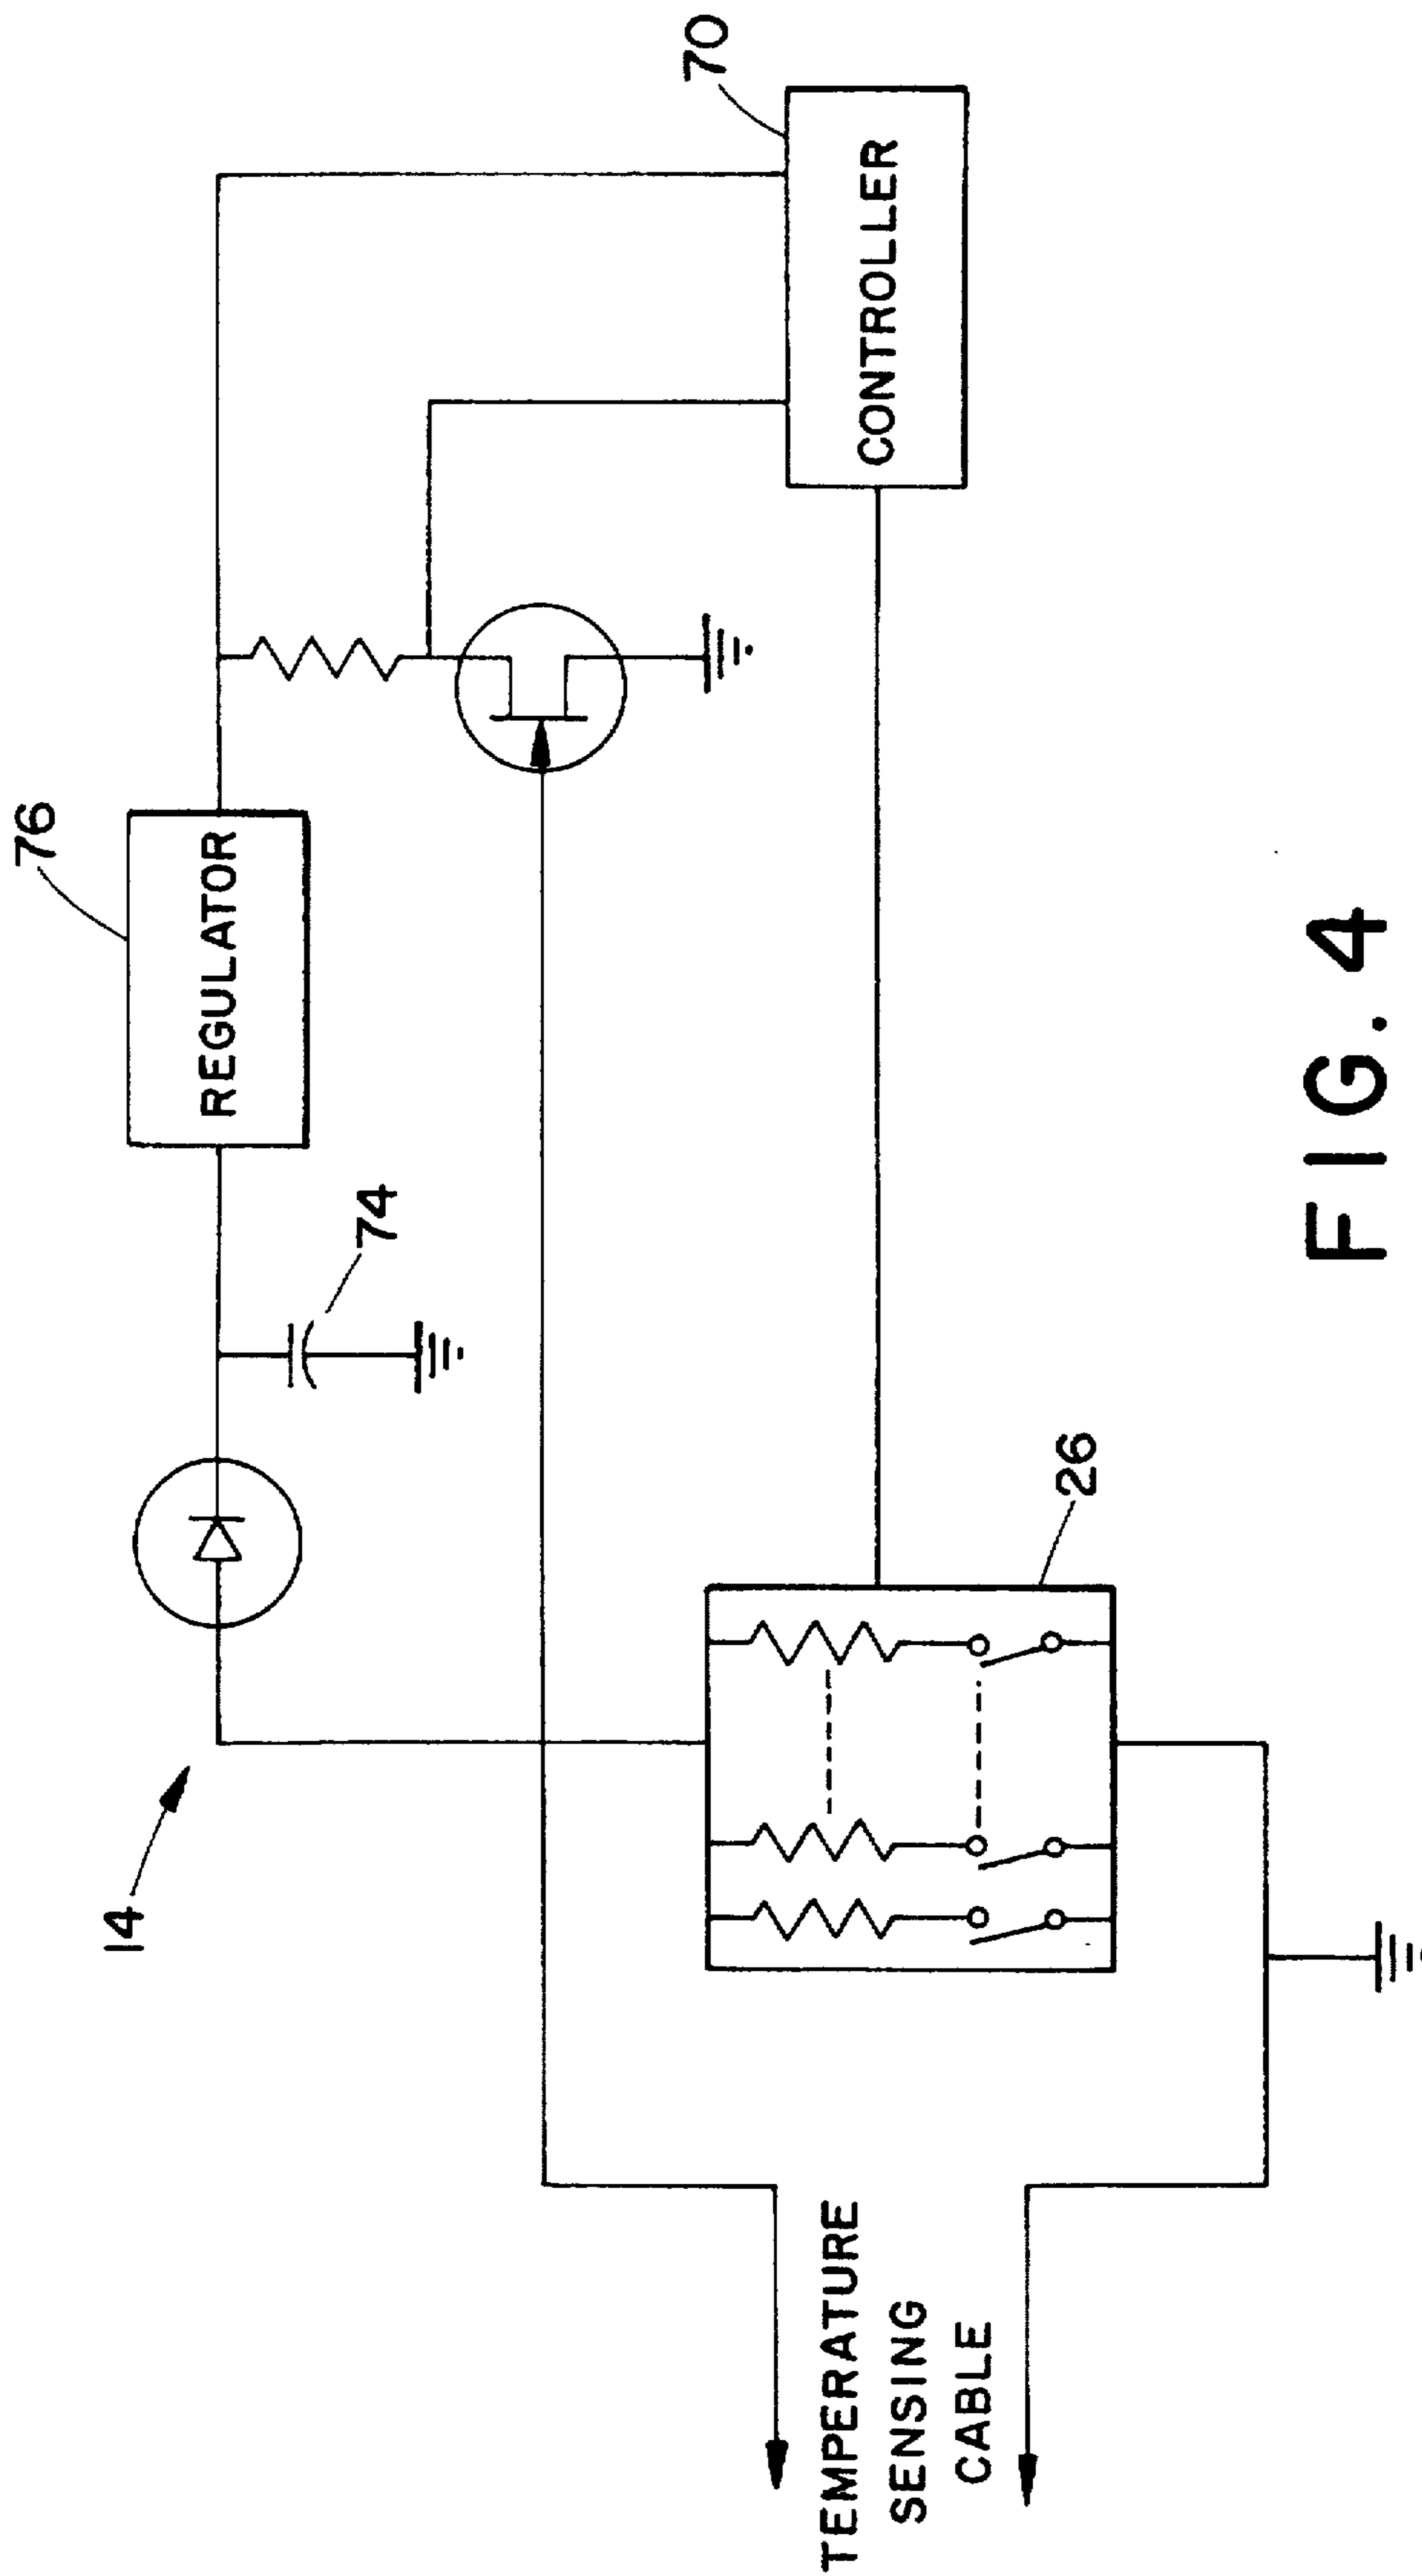 76
REGULATOR
70
14
74
CONTROLLER
26
TEMPERATURE
SENSING
CABLE
FIG. 4